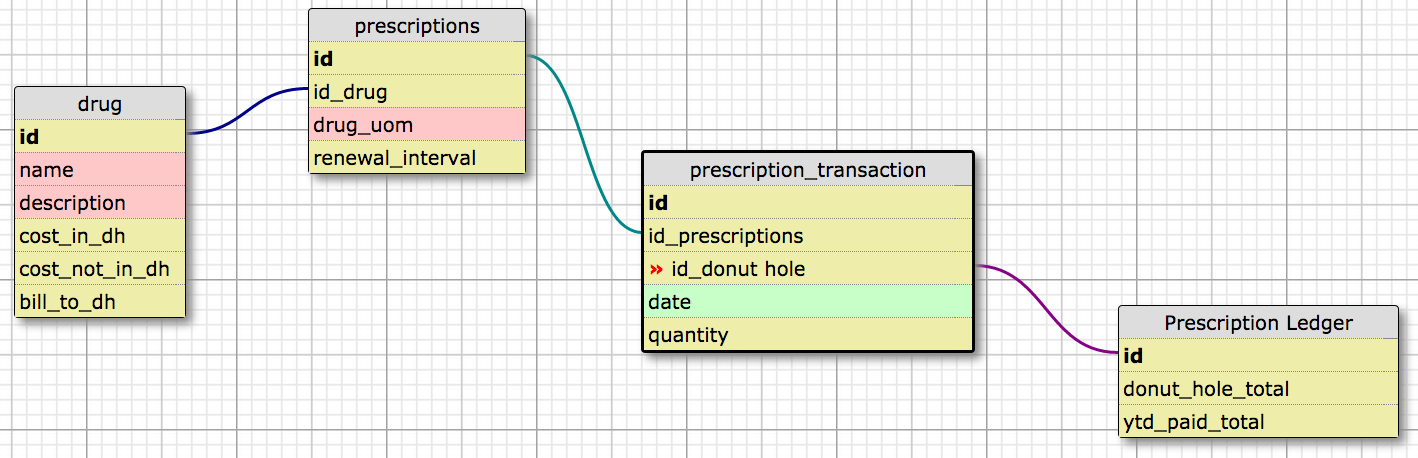 drug
id
name
description
cost_in_dh
cost_not_in_dh
bill_to_dh
prescriptions
id
id_drug
drug_uom
renewal_interval
prescription_transaction
id
id_prescriptions
» id_donut hole
date
quantity
Prescription Ledger
id
donut_hole_total
ytd_paid_total